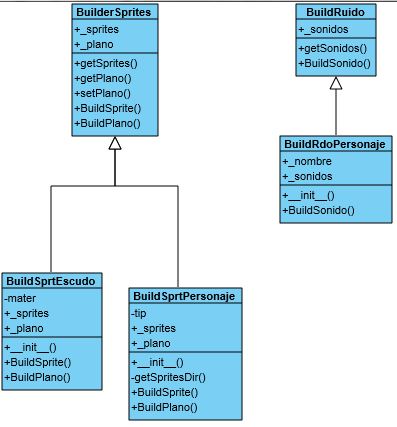 BuilderSprites
+_sprites
+_plano
+getSprites()
+getPlano()
+setPlano()
+BuildSprite()
+BuildPlano()
BuildRuido
+_sonidos
+getSonidos()
+BuildSonido()
BuildRdoPersonaje
+_nombre
+_sonidos
+__init__()
+BuildSonido()
BuildSprtEscudo
-mater
+_sprites
+_plano
+__init__()
+BuildSprite()
+BuildPlano()
BuildSprtPersonaje
-tip
+_sprites
+_plano
+__init__()
-getSpritesDir()
+BuildSprite()
+BuildPlano()